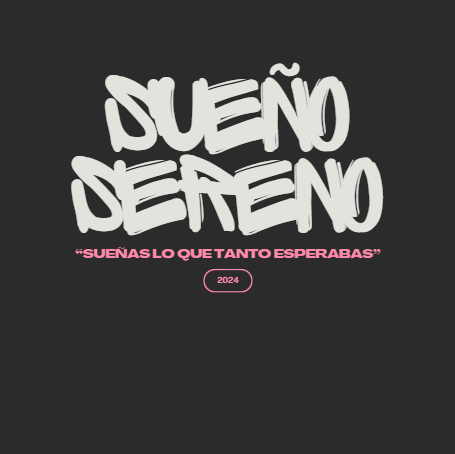 SUEÑO
SERENO
“SUEÑAS LO QUE TANTO ESPERABAS”
2024